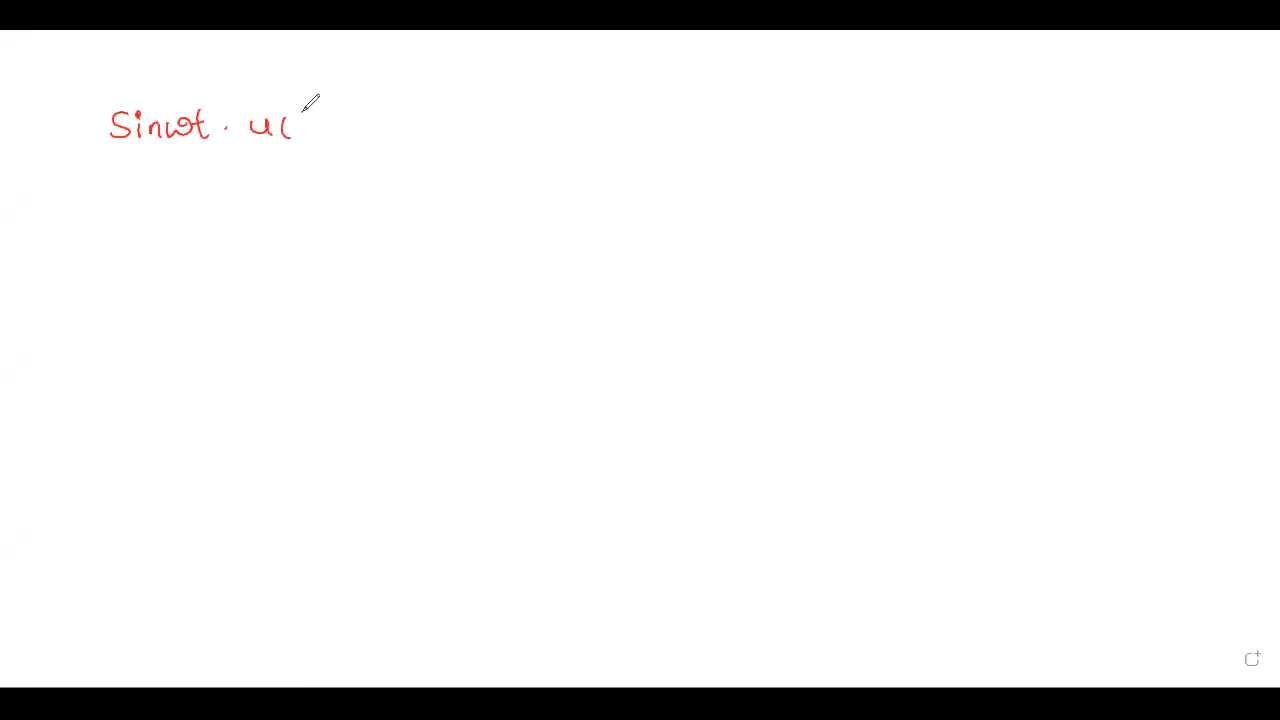 Sinωt . u(